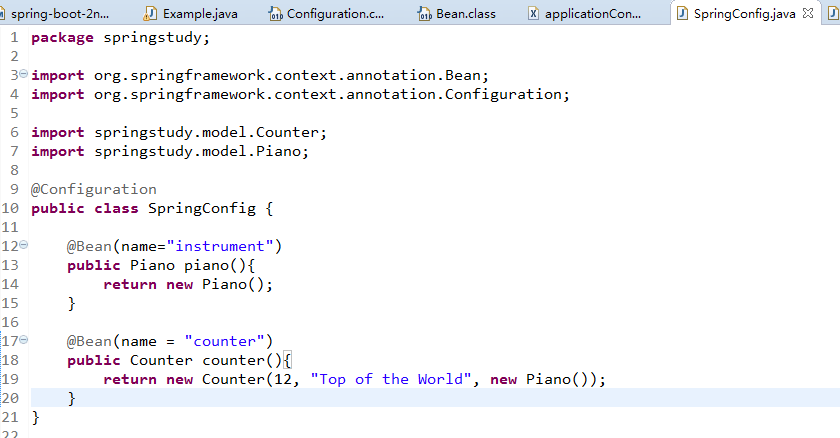 spring-boot-2n... Example.java Configuration.c... Bean.class applicationCon... SpringConfig.java
1 package springstudy;
2
3 import org.springframework.context.annotation.Bean;
4 import org.springframework.context.annotation.Configuration;
5
6 import springstudy.model.Counter;
7 import springstudy.model.Piano;
8
9 @Configuration
10 public class SpringConfig {
11
12     @Bean(name="instrument")
13     public Piano piano(){
14         return new Piano();
15     }
16
17     @Bean(name = "counter")
18     public Counter counter(){
19         return new Counter(12, "Top of the World", new Piano());
20     }
21 }
22